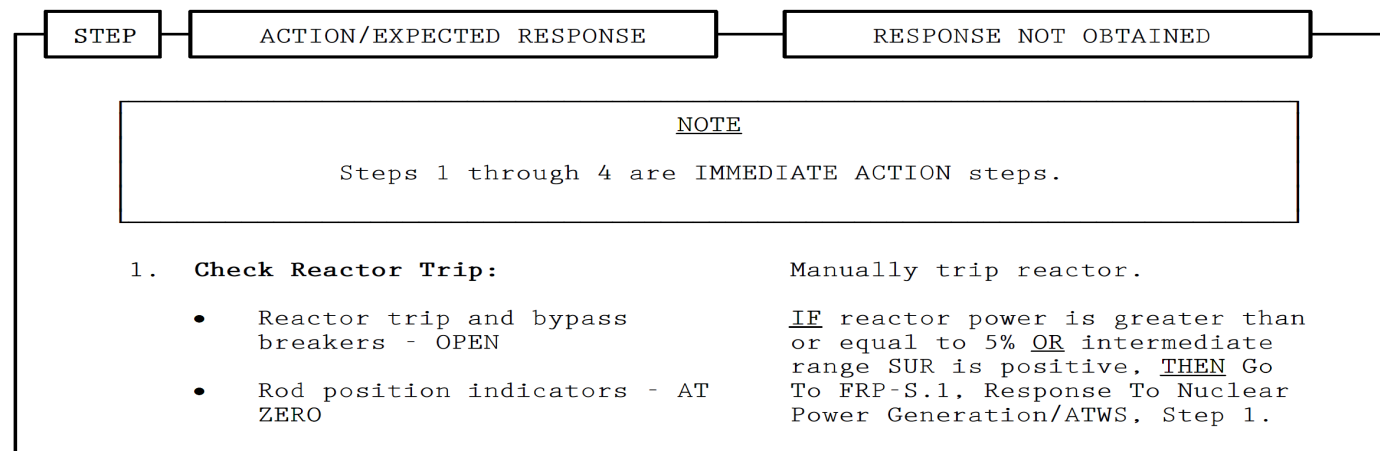 STEP ACTION/EXPECTED RESPONSE RESPONSE NOT OBTAINED
NOTE
Steps 1 through 4 are IMMEDIATE ACTION steps.
1. Check Reactor Trip:
• Reactor trip and bypass
breakers - OPEN
• Rod position indicators - AT
ZERO
Manually trip reactor.
IF reactor power is greater than
or equal to 5% OR intermediate
range SUR is positive, THEN Go
To FRP-S.1, Response To Nuclear
Power Generation/ATWS, Step 1.